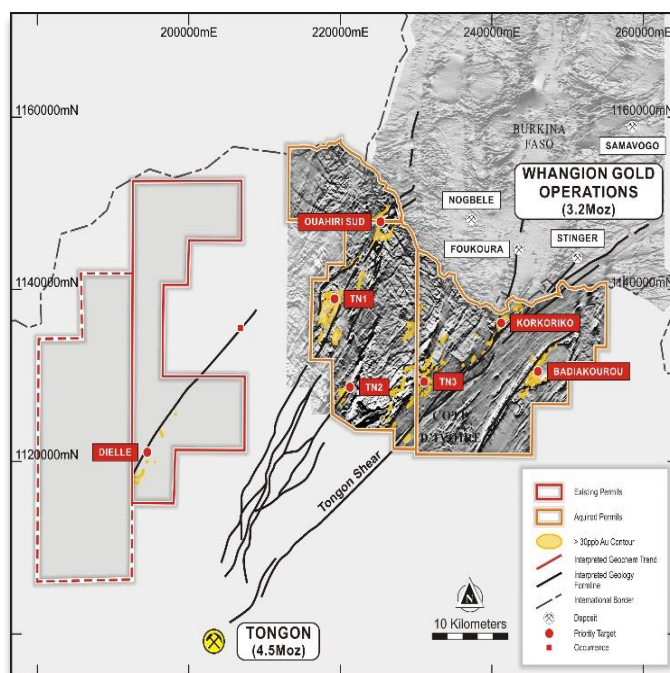 200000mE
220000mE
240000mE
260000mE
1160000mN
1160000mN
BURKINA
FASO
SAMAVOGO
WHANGION GOLD
OPERATIONS
(3.2Moz)
NOGBELE
OUAHIRI SUD
FOUKOURA
STINGER
1140000mN
1140000mN
TN1
KORKORIKO
TN2
TN3
BADIAKOUROU
COTE
D'IVOIRE
DIELLE
1120000mN
1120000mN
Tongon Shear
TONGON
(4.5Moz)
N
10 Kilometers
Existing Permits
Aquired Permits
> 30ppb Au Contour
Interpreted Geochem Trend
Interpreted Geology
Formline
International Border
Deposit
Priority Target
Occurrence